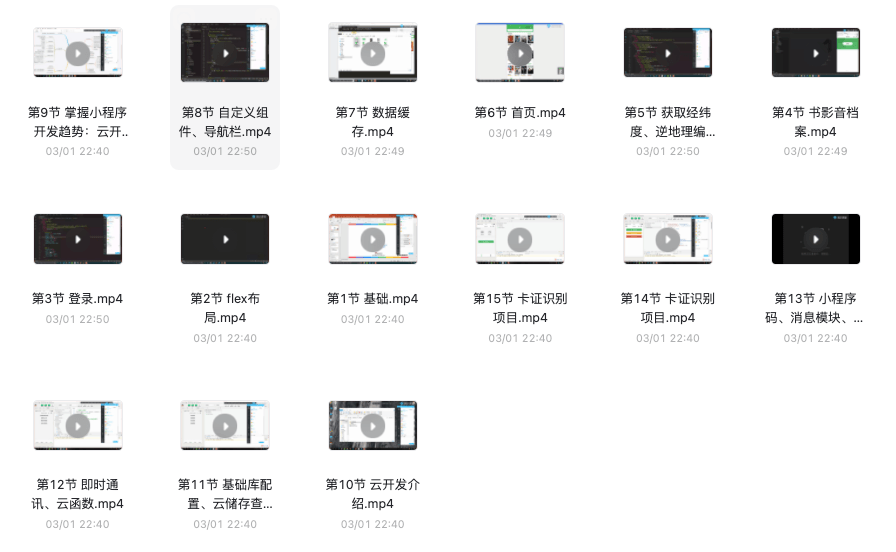 第9节 掌握小程序
开发趋势：云开..
03/01 22:40
第8节 自定义组
件、导航栏.mp4
03/01 22:50
第7节 数据缓
存.mp4
03/01 22:49
第6节 首页.mp4
03/01 22:49
第5节 获取经纬
度、逆地理编...
03/01 22:50
第4节 书影音档
案.mp4
03/01 22:49
第3节 登录.mp4
03/01 22:50
第2节 flex布
局.mp4
03/01 22:40
第1节 基础.mp4
03/01 22:40
第15节 卡证识别
项目.mp4
03/01 22:40
第14节 卡证识别
项目.mp4
03/01 22:40
第13节 小程序
码、消息模块、...
03/01 22:40
第12节 即时通
讯、云函数.mp4
03/01 22:40
第11节 基础库配
置、云储存查...
03/01 22:40
第10节 云开发介
绍.mp4
03/01 22:40